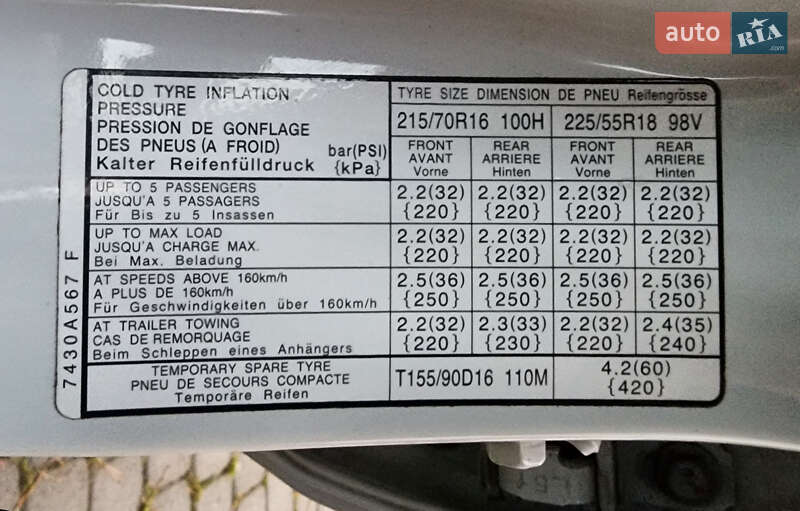 auto RIA
COLD TYRE INFLATION
PRESSURE
PRESSION DE GONFLAGE
DES PNEUS (A FROID)
Kalter Reifenfülldruck
bar(PSI)
{kPa}
TYRE SIZE DIMENSION DE PNEU Reifengrösse
215/70R16 100H 225/55R18 98V
FRONT REAR FRONT REAR
AVANT ARRIERE AVANT ARRIERE
Vorne Hinten Vorne Hinten
UP TO 5 PASSENGERS
JUSQU'A 5 PASSAGERS
Für Bis zu 5 Insassen
2.2(32) 2.2(32) 2.2(32) 2.2(32)
{220} {220} {220} {220}
UP TO MAX LOAD
JUSQU'A CHARGE MAX.
Bei Max. Beladung
2.2(32) 2.2(32) 2.2(32) 2.2(32)
{220} {220} {220} {220}
AT SPEEDS ABOVE 160km/h
A PLUS DE 160km/h
Für Geschwindigkeiten über 160km/h
2.5(36) 2.5(36) 2.5(36) 2.5(36)
{250} {250} {250} {250}
AT TRAILER TOWING
CAS DE REMORQUAGE
Beim Schleppen eines Anhängers
2.2(32) 2.3(33) 2.2(32) 2.4(35)
{220} {230} {220} {240}
TEMPORARY SPARE TYRE
PNEU DE SECOURS COMPACTE
Temporäre Reifen
T155/90D16 110M
4.2(60)
{420}
7430A567 F